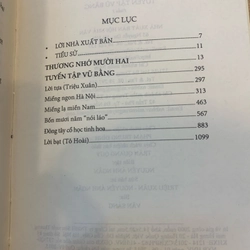 MỤC LỤC
• LỜI NHÀ XUẤT BẢN 7
• TIỂU SỬ 11
THƯƠNG NHỚ MƯỜI HAI 13
TUYỂN TẬP VŨ BẰNG 295
Lời tựa (Triệu Xuân) 297
Miếng ngon Hà Nội 313
Miếng lạ miền Nam 463
Bốn mươi năm "nói láo" 567
Đông tây cổ học tinh hoa 883
Lời bạt (Tô Hoài) 1099